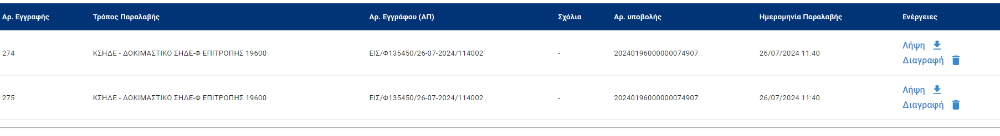 Αρ. Εγγραφής Τρόπος Παραλαβής Αρ. Εγγράφου (ΑΠ) Σχόλια Αρ. υποβολής Ημερομηνία Παραλαβής Ενέργειες
274 ΚΣΗΔΕ - ΔΟΚΙΜΑΣΤΙΚΟ ΣΗΔΕ-Φ ΕΠΙΤΡΟΠΗΣ 19600 ΕΙΣ/Φ135450/26-07-2024/114002 - 20240196000000074907 26/07/2024 11:40 Λήψη
Διαγραφή
275 ΚΣΗΔΕ - ΔΟΚΙΜΑΣΤΙΚΟ ΣΗΔΕ-Φ ΕΠΙΤΡΟΠΗΣ 19600 ΕΙΣ/Φ135450/26-07-2024/114002 - 20240196000000074907 26/07/2024 11:40 Λήψη
Διαγραφή